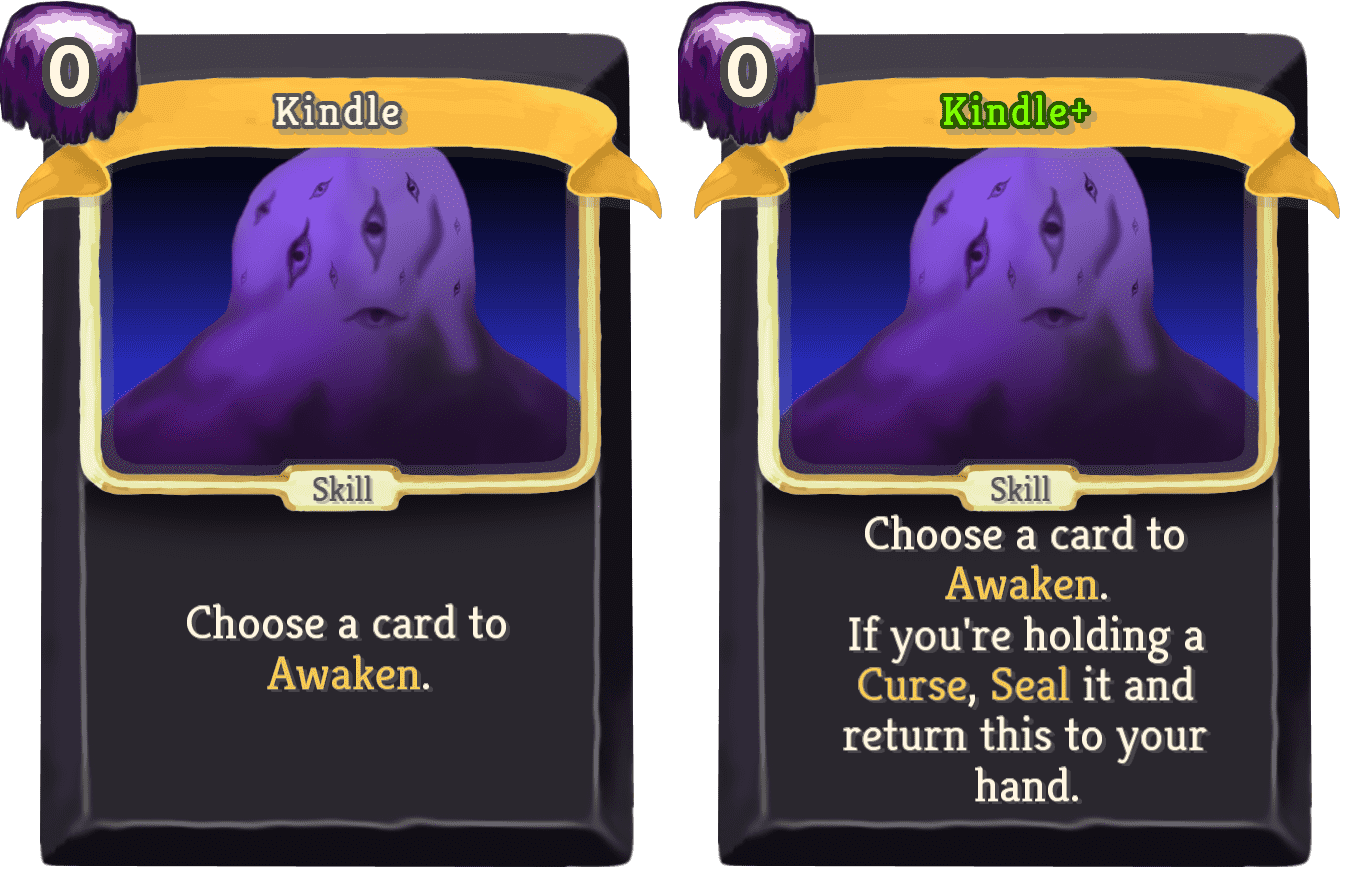 0
Kindle
Skill
Choose a card to
Awaken.
0
Kindle+
Skill
Choose a card to
Awaken.
If you're holding a
Curse, Seal it and
return this to your
hand.